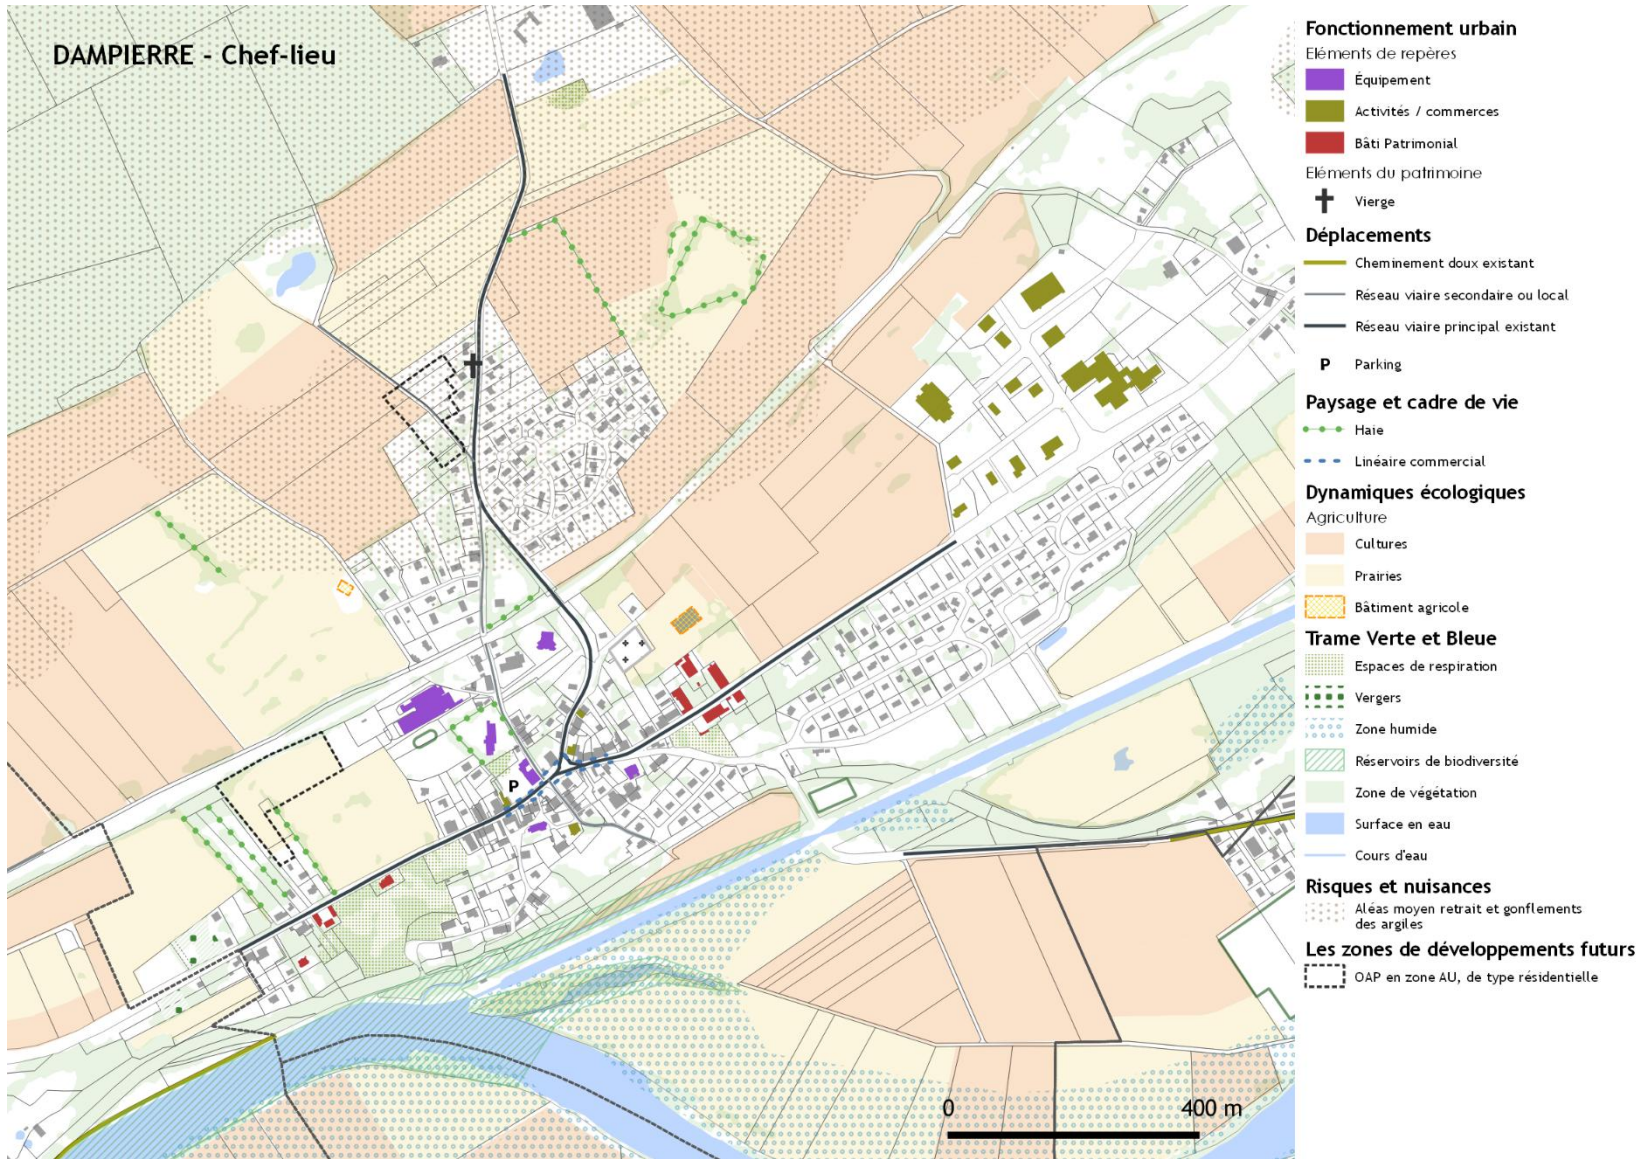 DAMPIERRE - Chef-lieu
P
0
400 m
Fonctionnement urbain
Eléments de repères
Équipement
Activités / commerces
Bâti Patrimonial
Eléments du patrimoine
Vierge
Déplacements
Cheminement doux existant
Réseau viaire secondaire ou local
Réseau viaire principal existant
P Parking
Paysage et cadre de vie
Haie
Linéaire commercial
Dynamiques écologiques
Agriculture
Cultures
Prairies
Bâtiment agricole
Trame Verte et Bleue
Espaces de respiration
Vergers
Zone humide
Réservoirs de biodiversité
Zone de végétation
Surface en eau
Cours d'eau
Risques et nuisances
Aléas moyen retrait et gonflements
des argiles
Les zones de développements futurs
OAP en zone AU, de type résidentielle